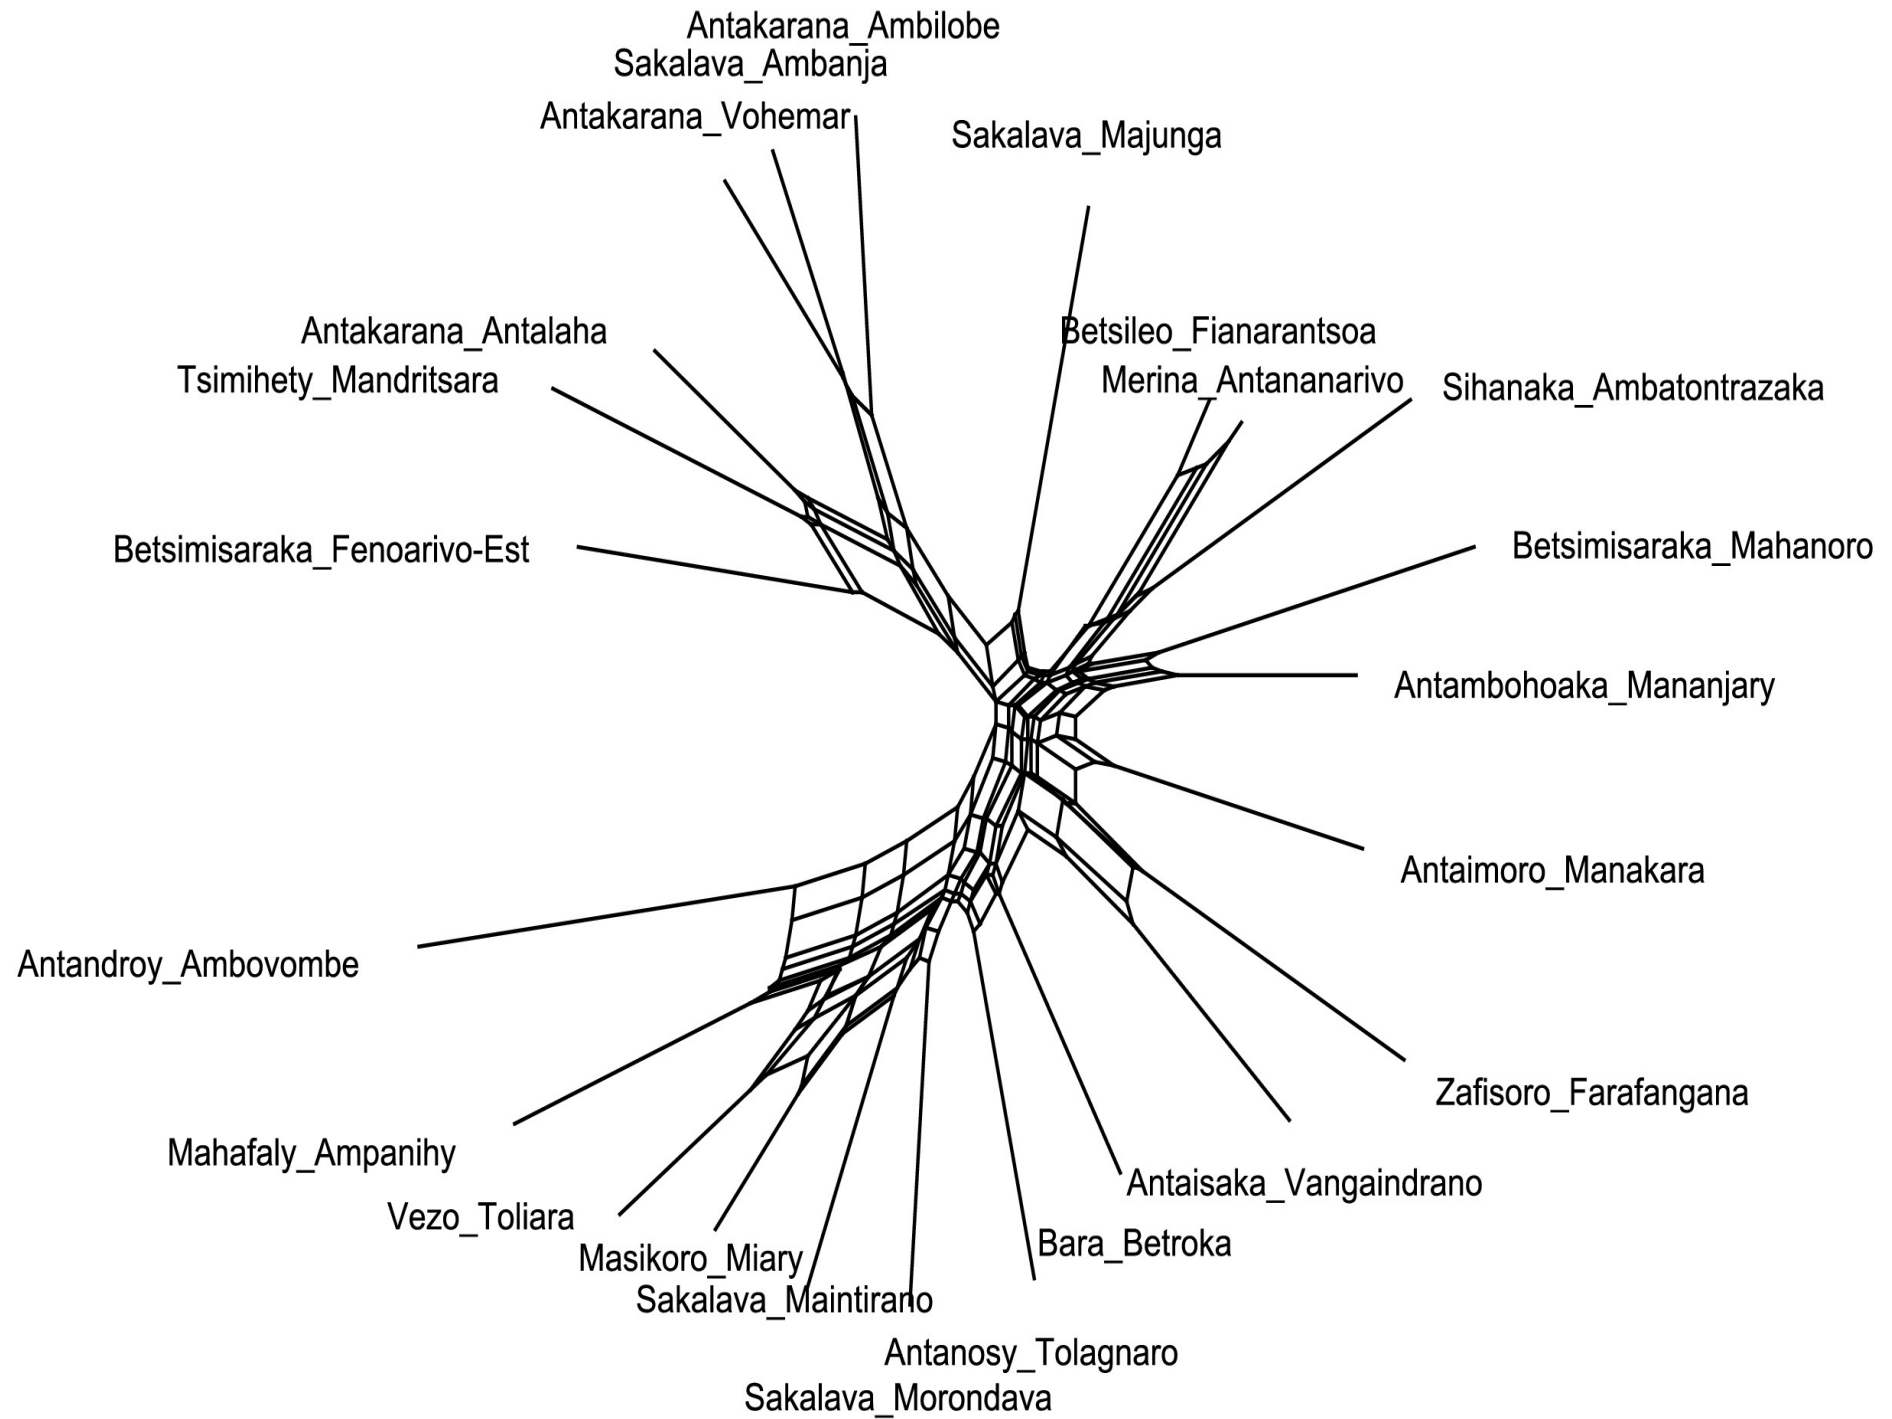 Antakarana_Ambilobe
Sakalava_Ambanja
Antakarana_Vohemar
Sakalava_Majunga
Antakarana_Antalaha
Betsileo_Fianarantsoa
Tsimihety_Mandritsara
Merina_Antananarivo
Sihanaka_Ambatontrazaka
Betsimisaraka_Fenoarivo-Est
Betsimisaraka_Mahanoro
Antambohoaka_Mananjary
Antaimoro_Manakara
Antandroy_Ambovombe
Zafisoro_Farafangana
Mahafaly_Ampanihy
Antaisaka_Vangaindrano
Vezo_Toliara
Bara_Betroka
Masikoro_Miary
Sakalava_Maintirano
Antanosy_Tolagnaro
Sakalava_Morondava